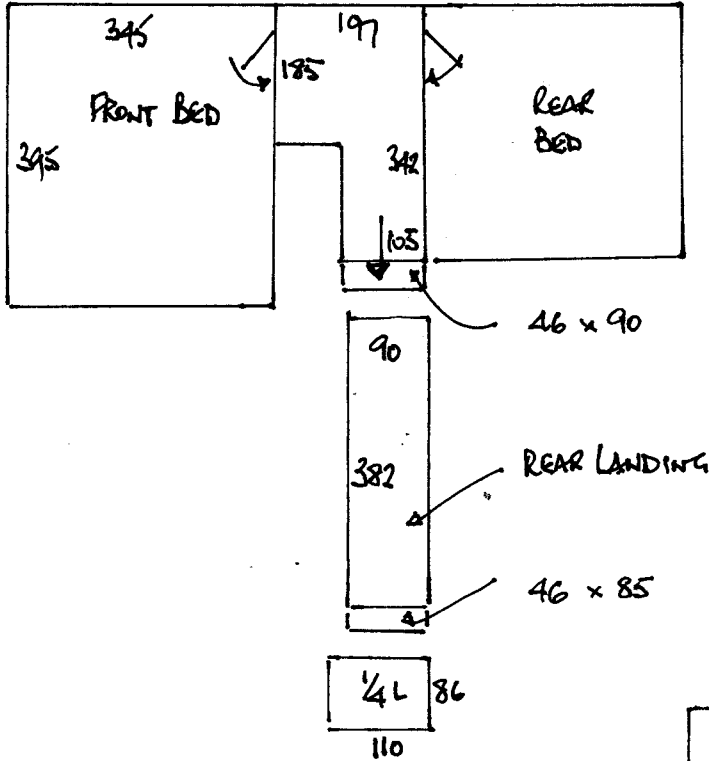 345
197
185
FRONT BED
REAR
BED
395
342
105
46 x 90
90
382
REAR LANDING
46 x 85
1/4 L
86
110